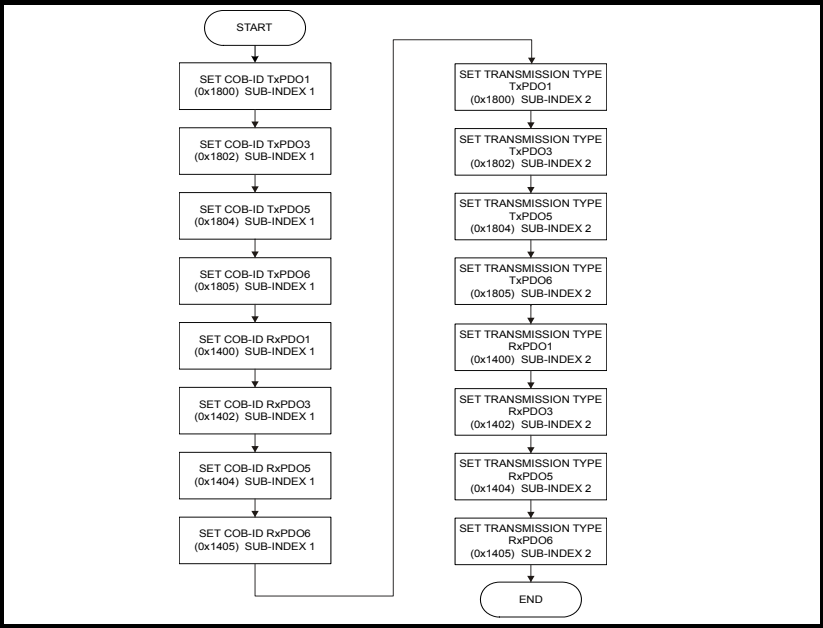 START
SET COB-ID TxPDO1
(0x1800) SUB-INDEX 1
SET COB-ID TxPDO3
(0x1802) SUB-INDEX 1
SET COB-ID TxPDO5
(0x1804) SUB-INDEX 1
SET COB-ID TxPDO6
(0x1805) SUB-INDEX 1
SET COB-ID RxPDO1
(0x1400) SUB-INDEX 1
SET COB-ID RxPDO3
(0x1402) SUB-INDEX 1
SET COB-ID RxPDO5
(0x1404) SUB-INDEX 1
SET COB-ID RxPDO6
(0x1405) SUB-INDEX 1
SET TRANSMISSION TYPE
TxPDO1
(0x1800) SUB-INDEX 2
SET TRANSMISSION TYPE
TxPDO3
(0x1802) SUB-INDEX 2
SET TRANSMISSION TYPE
TxPDO5
(0x1804) SUB-INDEX 2
SET TRANSMISSION TYPE
TxPDO6
(0x1805) SUB-INDEX 2
SET TRANSMISSION TYPE
RxPDO1
(0x1400) SUB-INDEX 2
SET TRANSMISSION TYPE
RxPDO3
(0x1402) SUB-INDEX 2
SET TRANSMISSION TYPE
RxPDO5
(0x1404) SUB-INDEX 2
SET TRANSMISSION TYPE
RxPDO6
(0x1405) SUB-INDEX 2
END